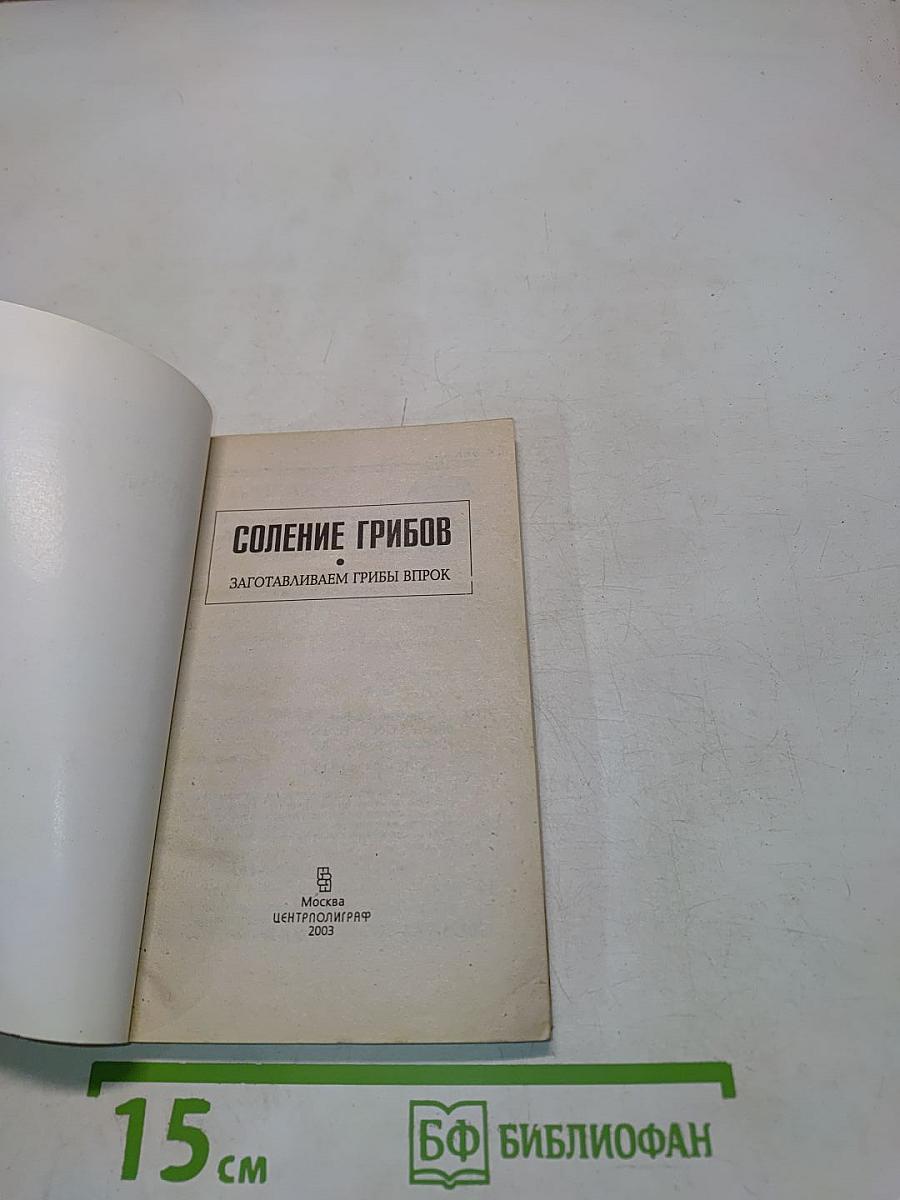 СОЛЕНИЕ ГРИБОВ
•
ЗАГОТАВЛИВАЕМ ГРИБЫ ВПРОК
Москва
ЦЕНТРПОЛИГРАФ
2003
15 см
БФ БИБЛИОФАН